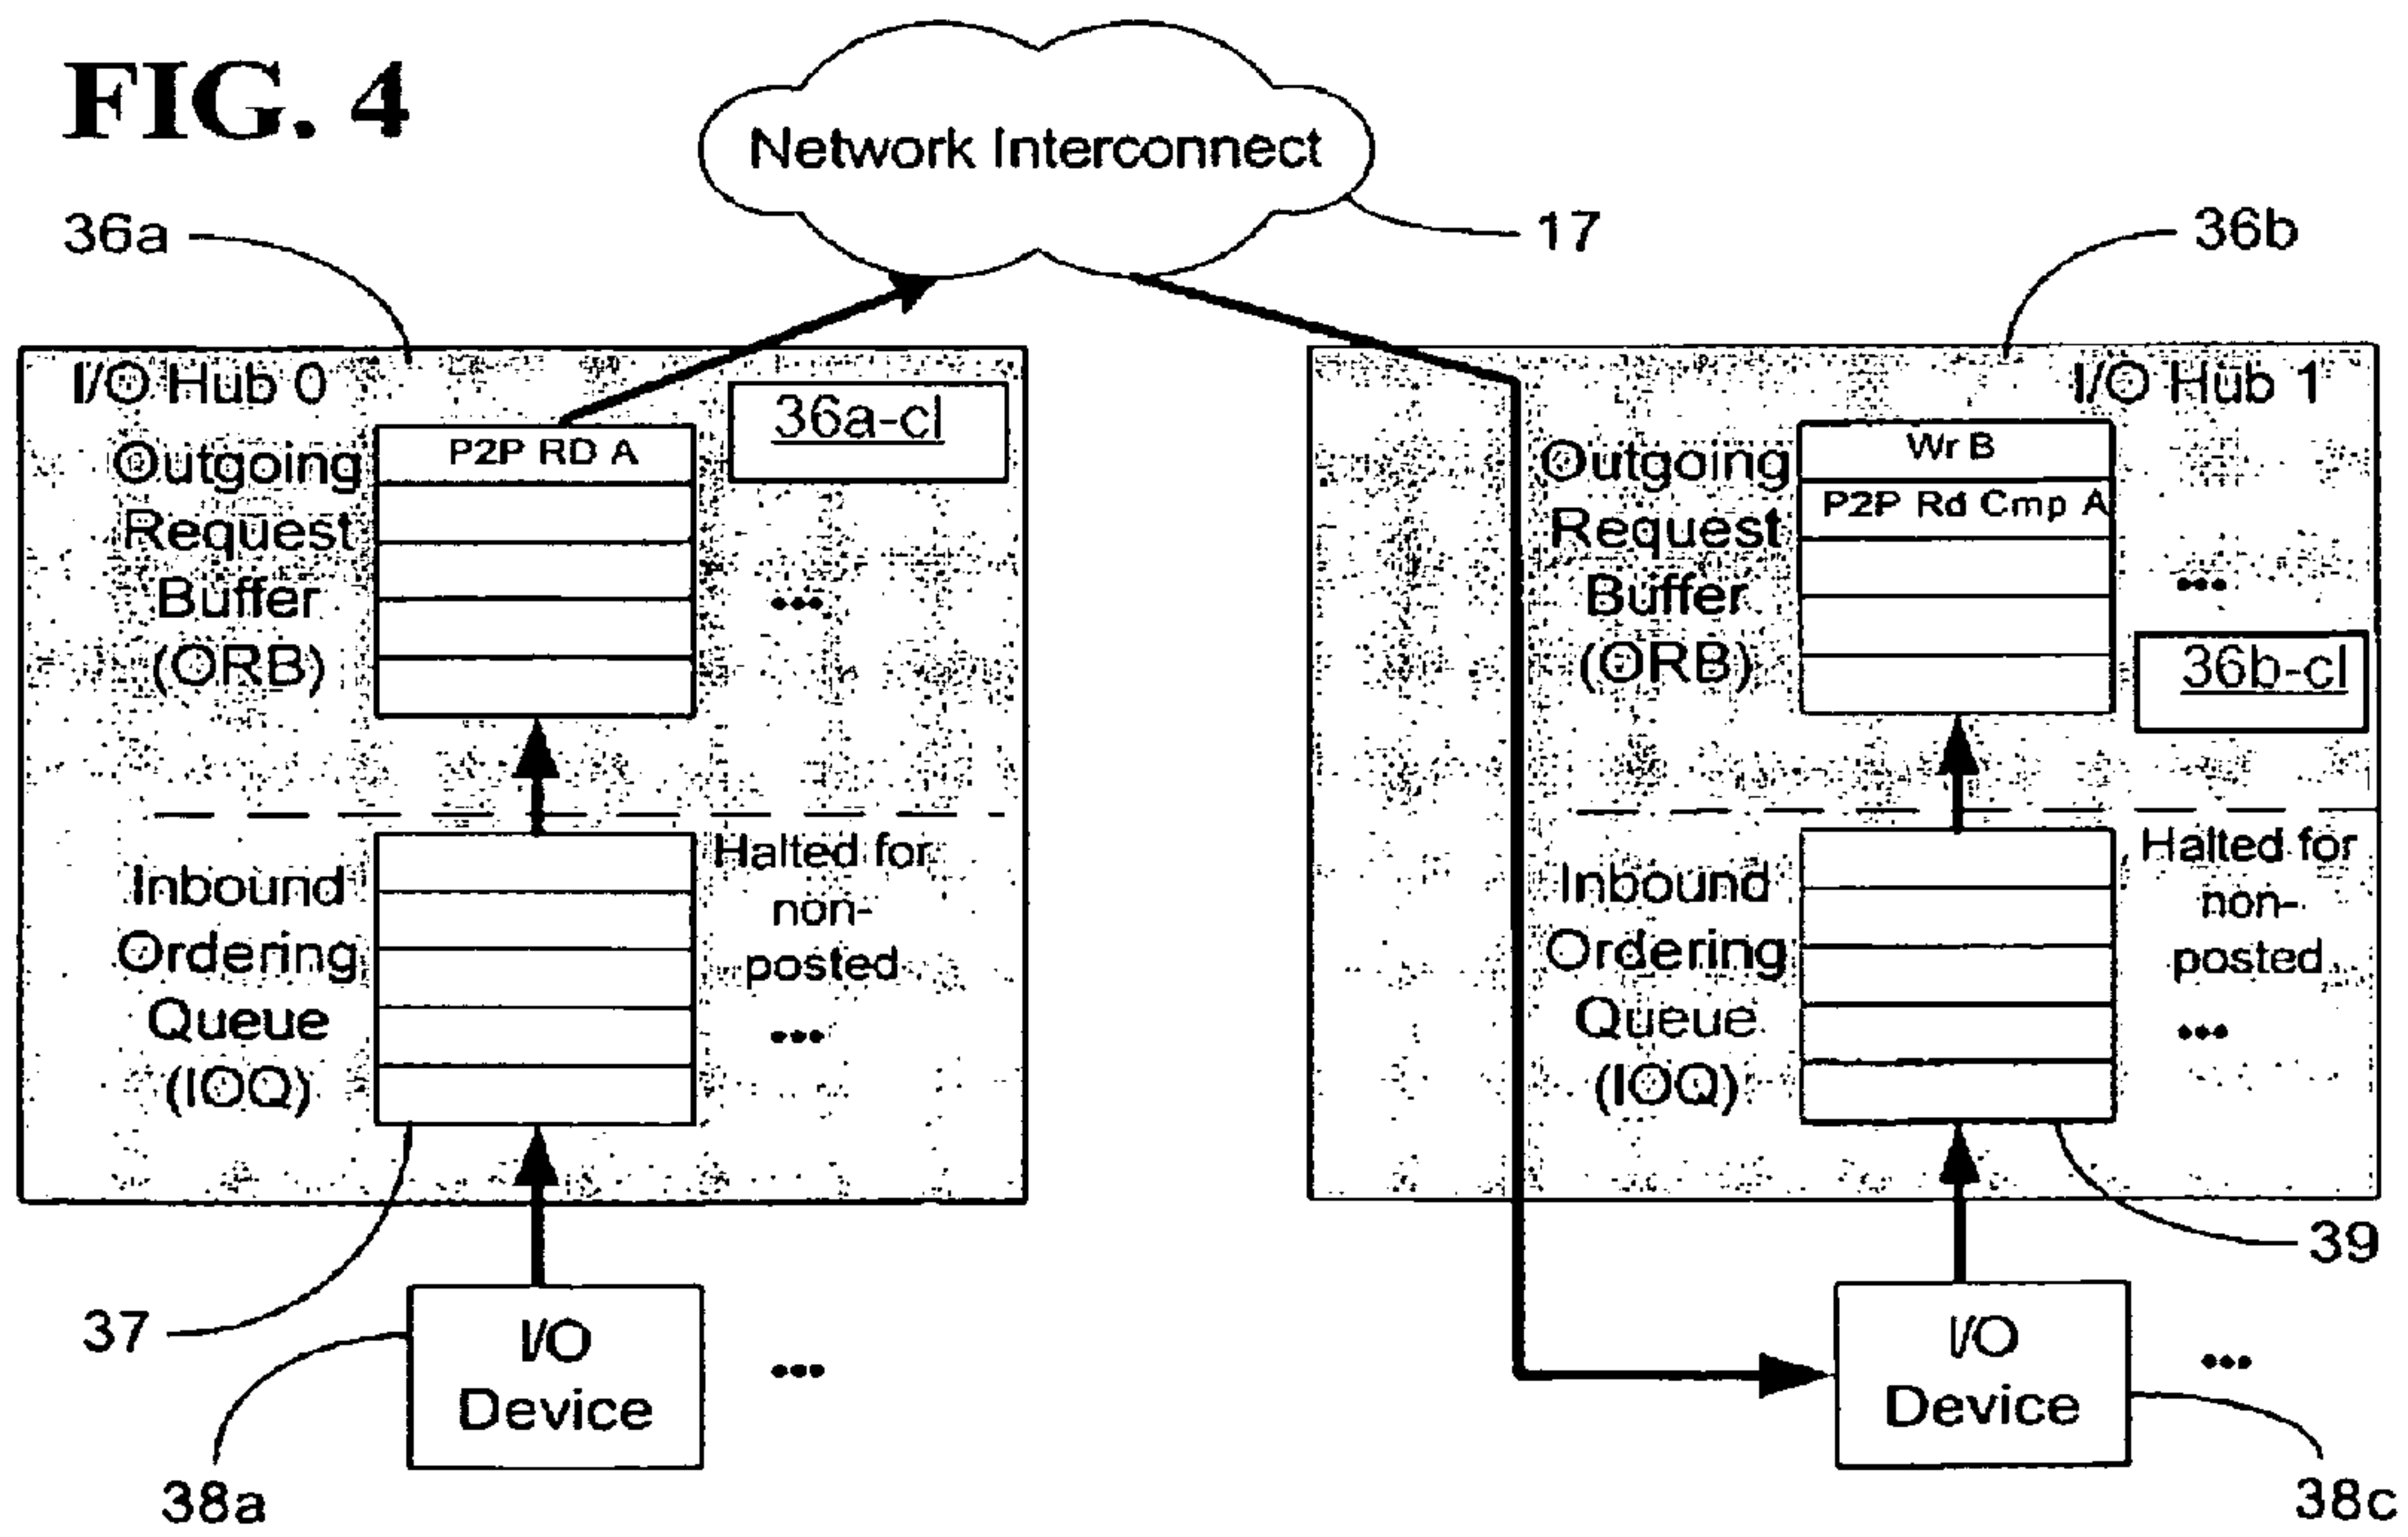 FIG. 4
Network Interconnect
17
36a
36b
I/O Hub 0
36a-cl
Outgoing
Request
Buffer
(ORB)
P2P RD A
...
Inbound
Ordering
Queue
(IOQ)
Halted for
non-
posted
...
37
I/O
Device
...
38a
I/O Hub 1
Outgoing
Request
Buffer
(ORB)
Wr B
P2P Rd Cmp A
...
36b-cl
Inbound
Ordering
Queue
(IOQ)
Halted for
non-
posted
...
39
I/O
Device
...
38c